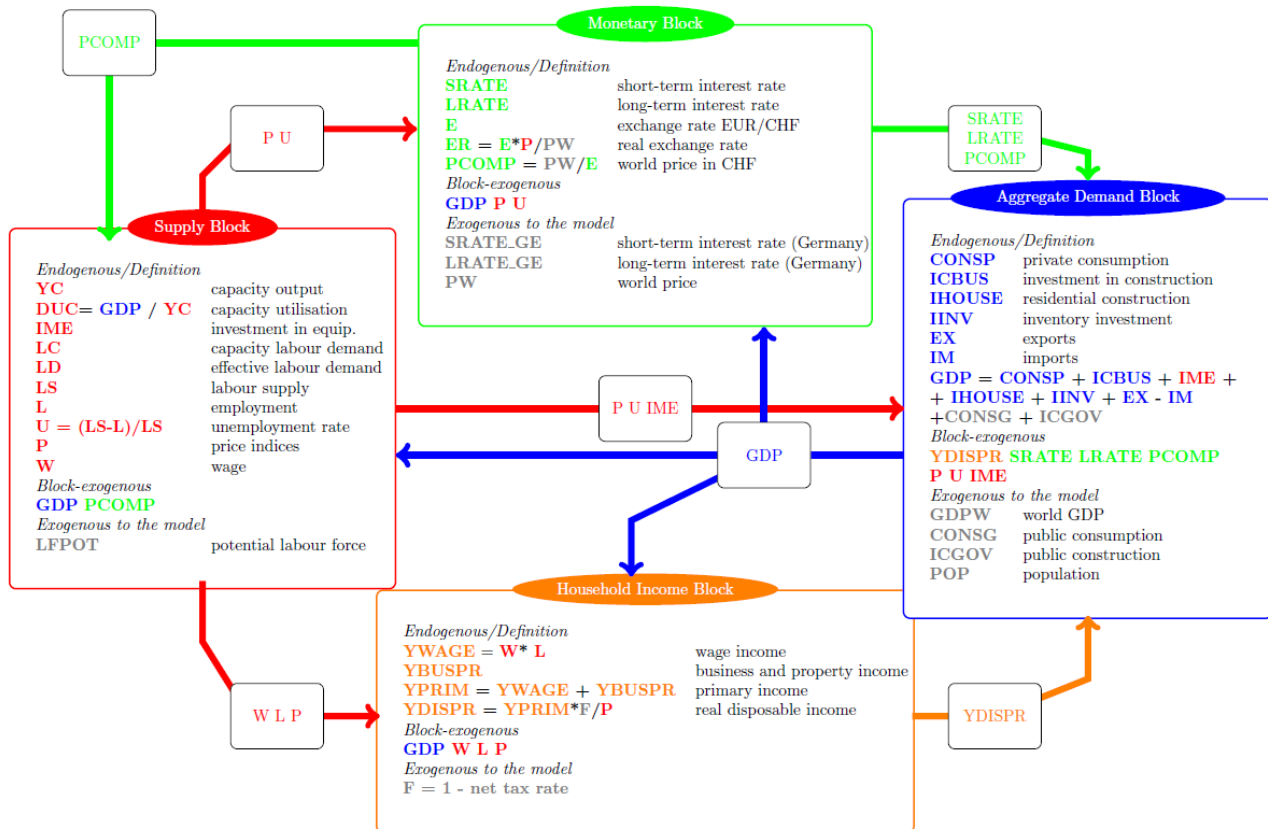 Monetary Block
Endogenous/Definition
SRATE short-term interest rate
LRATE long-term interest rate
E exchange rate EUR/CHF
ER = E*P/PW real exchange rate
PCOMP = PW/E world price in CHF
Block-exogenous
GDP P U
Exogenous to the model
SRATE_GE short-term interest rate (Germany)
LRATE_GE long-term interest rate (Germany)
PW world price
PCOMP
P U
SRATE
LRATE
PCOMP
Supply Block
Endogenous/Definition
YC capacity output
DUC= GDP / YC capacity utilisation
IME investment in equip.
LC capacity labour demand
LD effective labour demand
LS labour supply
L employment
U = (LS-L)/LS unemployment rate
P price indices
W wage
Block-exogenous
GDP PCOMP
Exogenous to the model
LFPOT potential labour force
P U IME
GDP
Aggregate Demand Block
Endogenous/Definition
CONSP private consumption
ICBUS investment in construction
IHOUSE residential construction
IINV inventory investment
EX exports
IM imports
GDP = CONSP + ICBUS + IME +
+ IHOUSE + IINV + EX - IM
+CONSG + ICGOV
Block-exogenous
YDISPR SRATE LRATE PCOMP
P U IME
Exogenous to the model
GDPW world GDP
CONSG public consumption
ICGOV public construction
POP population
W L P
Household Income Block
Endogenous/Definition
YWAGE = W* L wage income
YBUSPR business and property income
YPRIM = YWAGE + YBUSPR primary income
YDISPR = YPRIM*F/P real disposable income
Block-exogenous
GDP W L P
Exogenous to the model
F = 1 - net tax rate
YDISPR